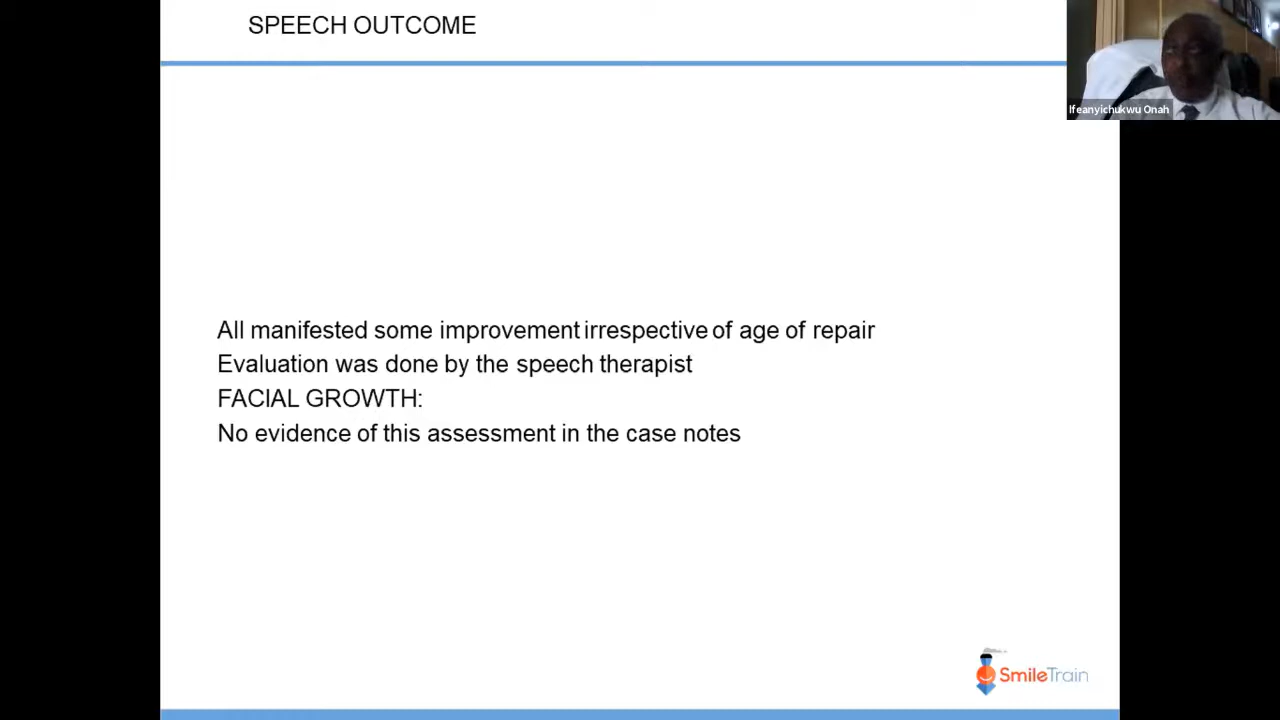 SPEECH OUTCOME
Ifeanyichukwu Onah
All manifested some improvement irrespective of age of repair
Evaluation was done by the speech therapist
FACIAL GROWTH:
No evidence of this assessment in the case notes
SmileTrain